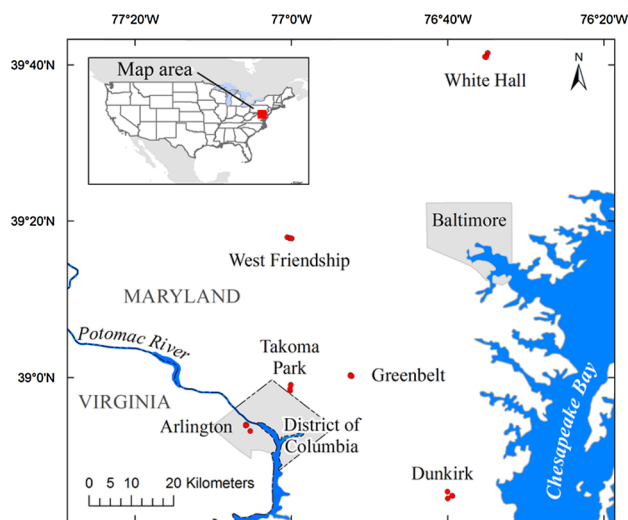 77°20'W
77°0'W
76°40'W
76°20'W
39°40'N
39°20'N
39°0'N
Map area
N
White Hall
Baltimore
West Friendship
MARYLAND
Potomac River
Takoma
Park
Greenbelt
VIRGINIA
Arlington
District of
Columbia
Chesapeake Bay
Dunkirk
0 5 10 20 Kilometers